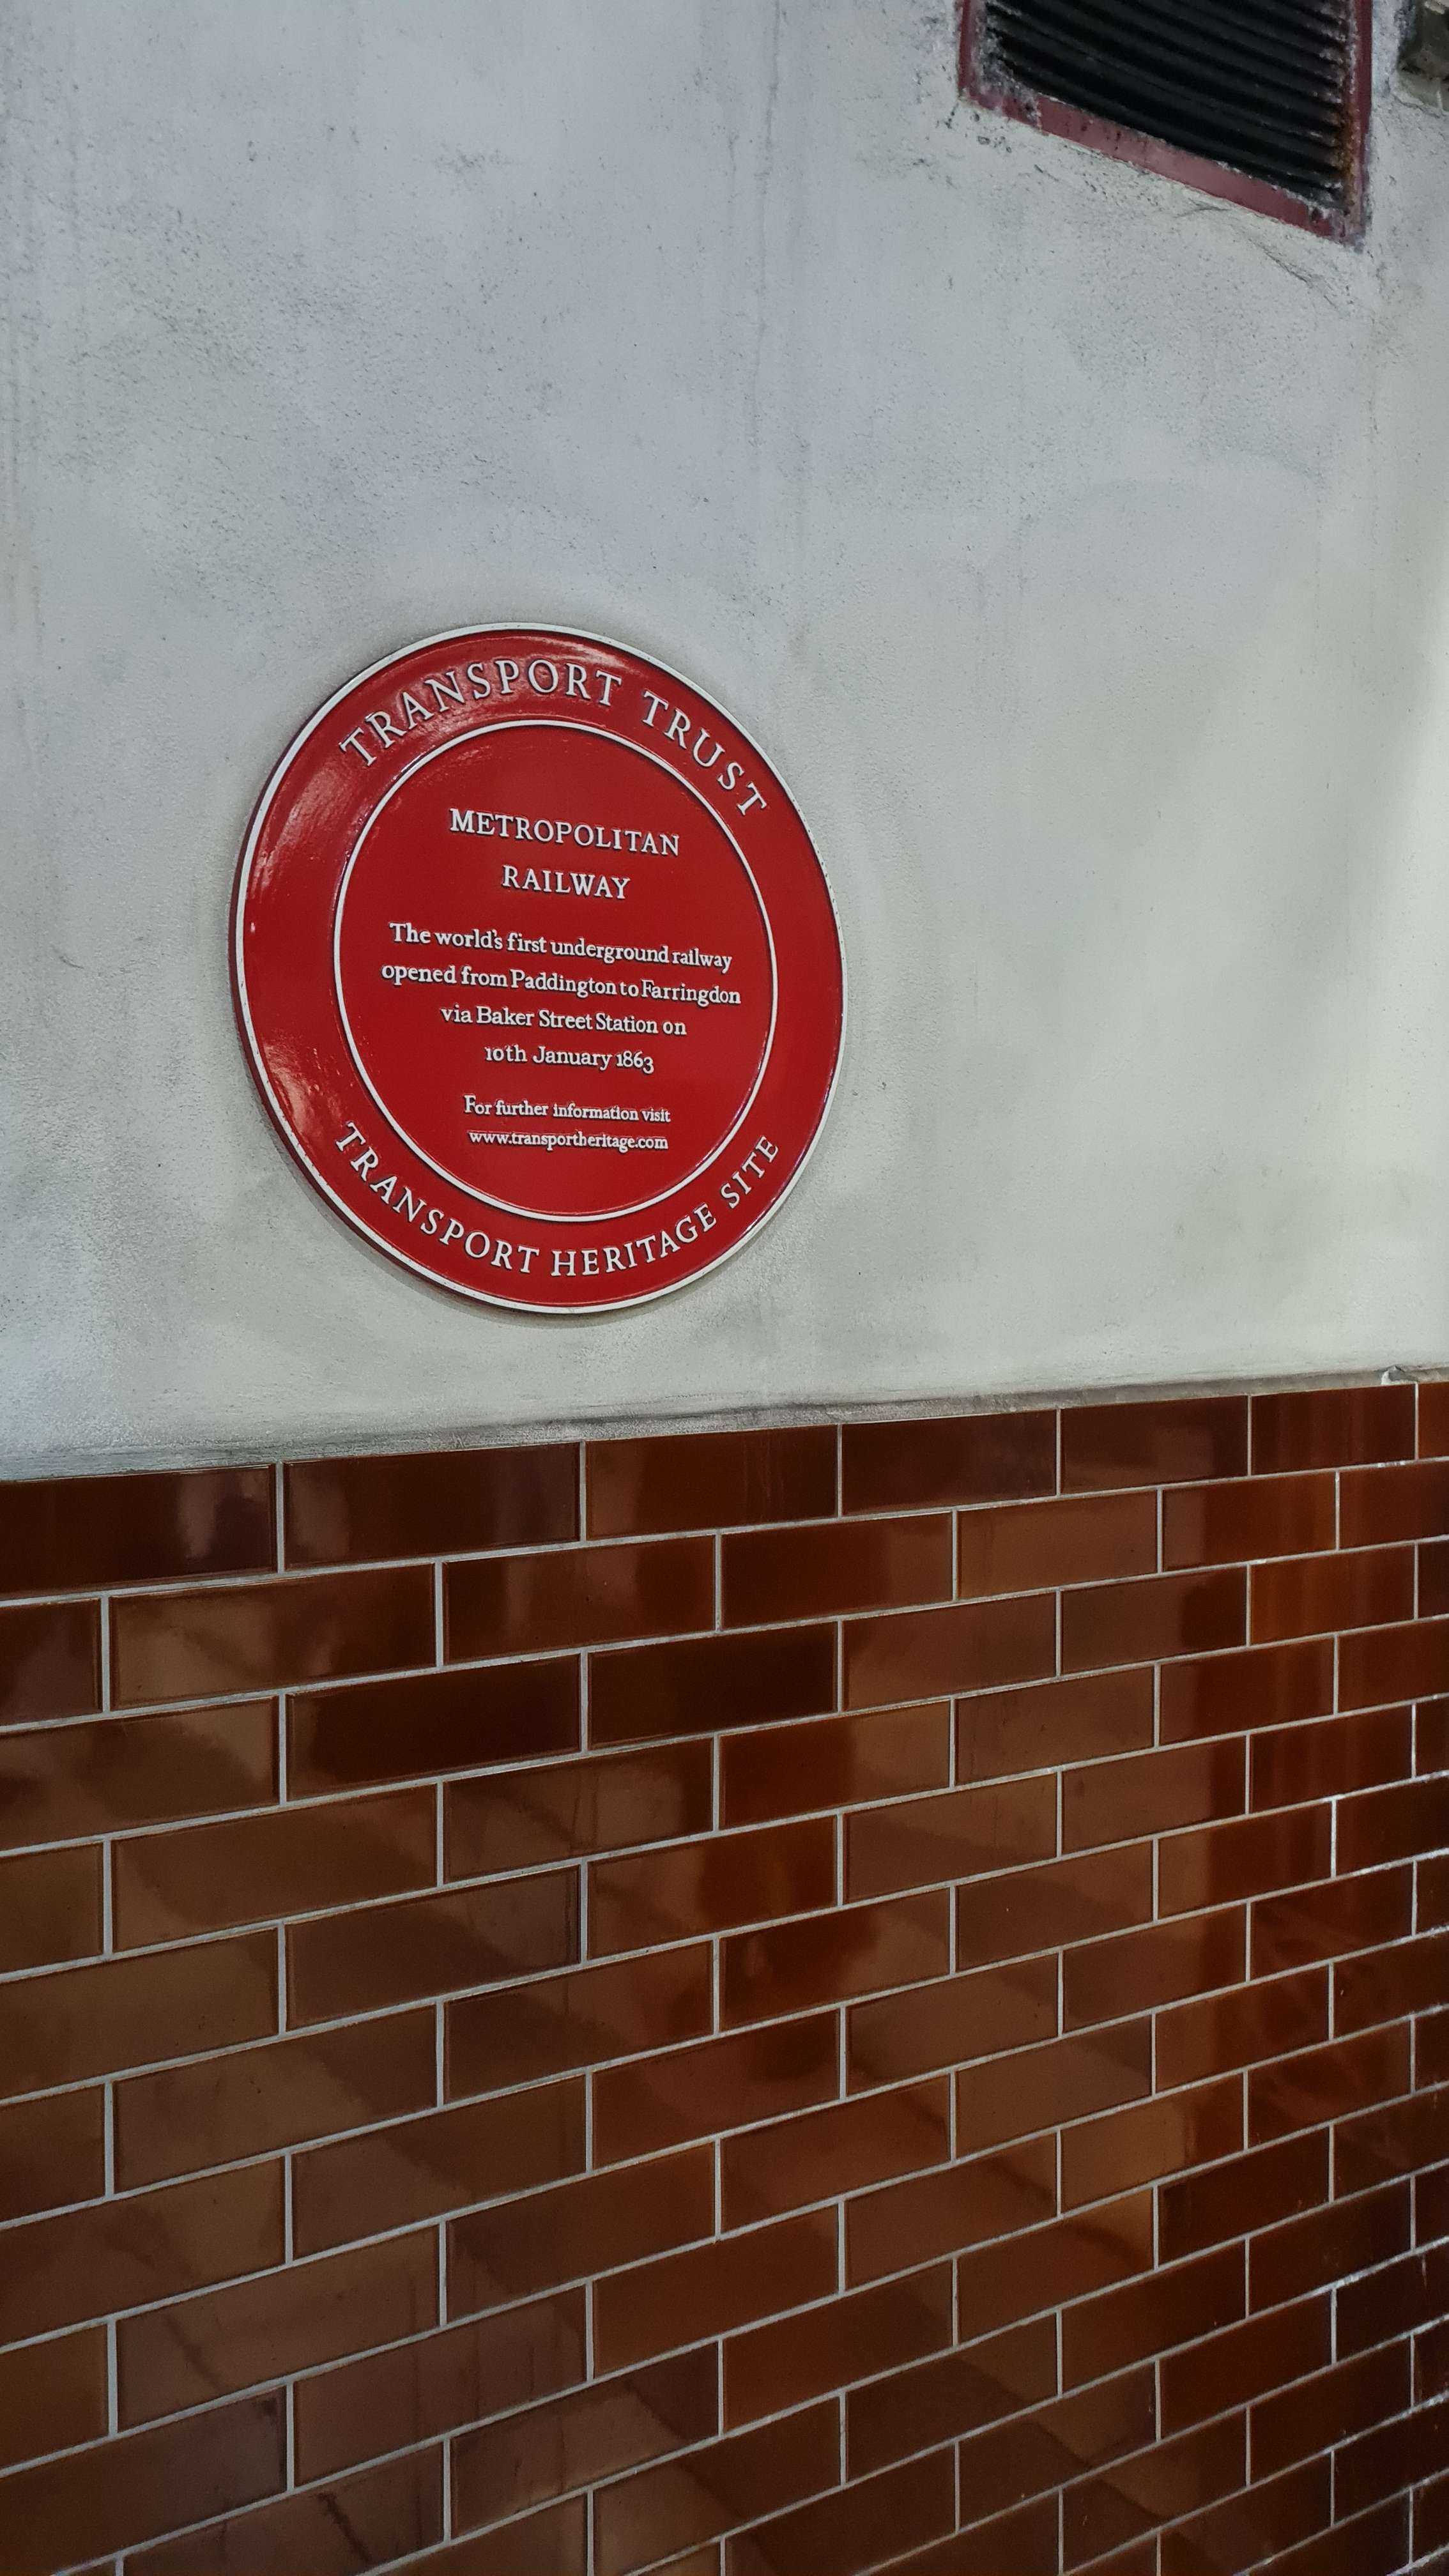 TRANSPORT TRUST
METROPOLITAN
RAILWAY
The world's first underground railway
opened from Paddington to Farringdon
via Baker Street Station on
10th January 1863
For further information visit
www.transportheritage.com
TRANSPORT HERITAGE SITE